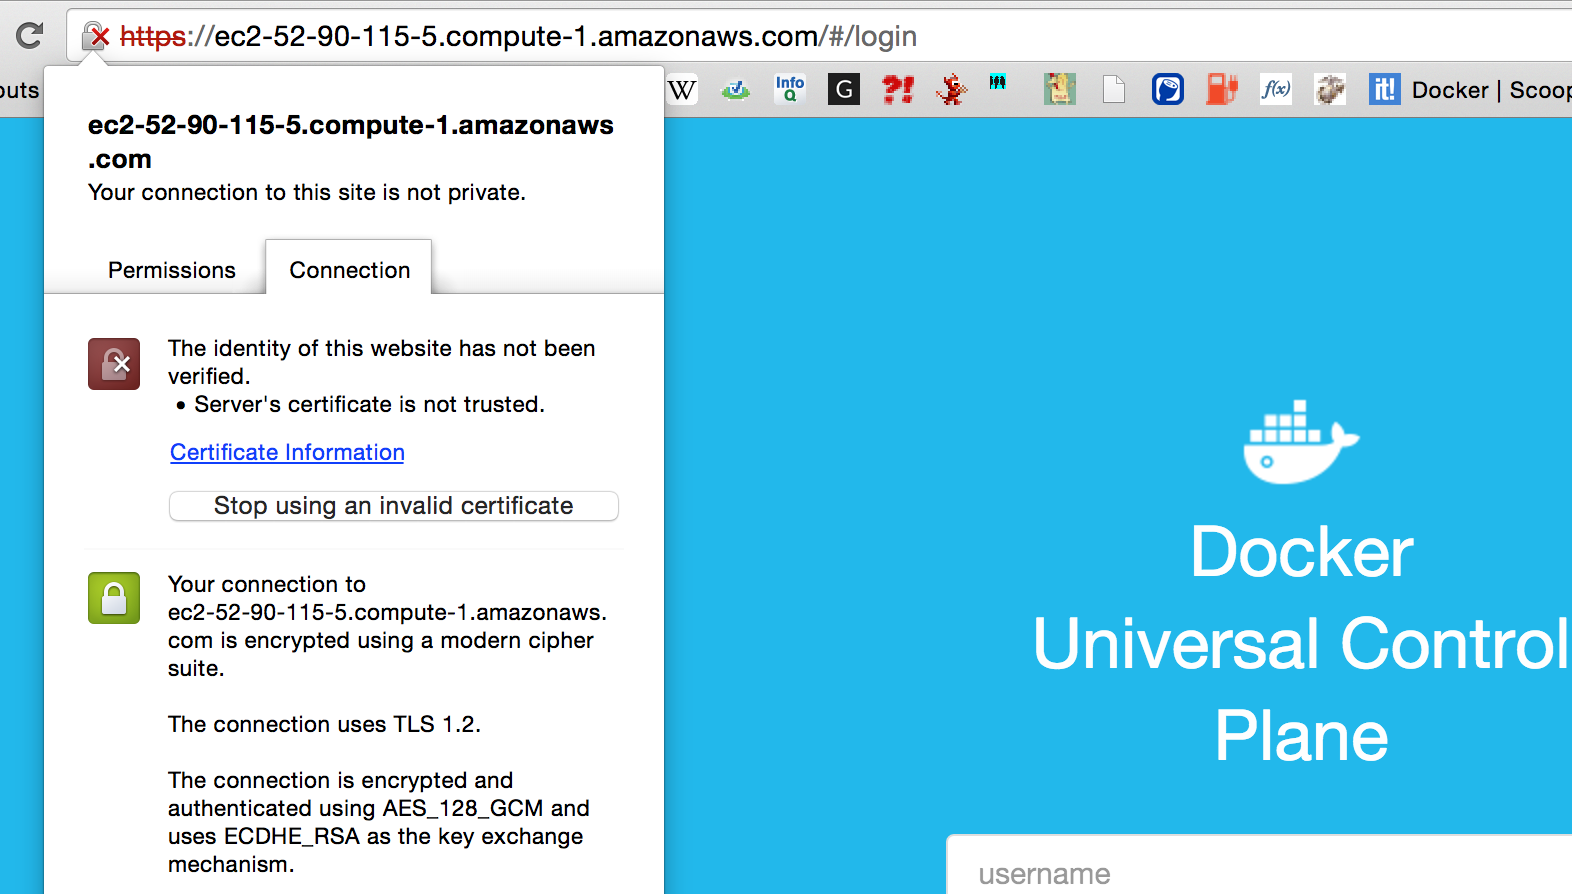 https://ec2-52-90-115-5.compute-1.amazonaws.com/#/login
outs
W
Info
Q
G
?!
f(x)
it!
Docker | Scoop
ec2-52-90-115-5.compute-1.amazonaws
.com
Your connection to this site is not private.
Permissions
Connection
The identity of this website has not been
verified.
• Server's certificate is not trusted.
Certificate Information
Stop using an invalid certificate
Your connection to
ec2-52-90-115-5.compute-1.amazonaws.
com is encrypted using a modern cipher
suite.
The connection uses TLS 1.2.
The connection is encrypted and
authenticated using AES_128_GCM and
uses ECDHE_RSA as the key exchange
mechanism.
Docker
Universal Control
Plane
username